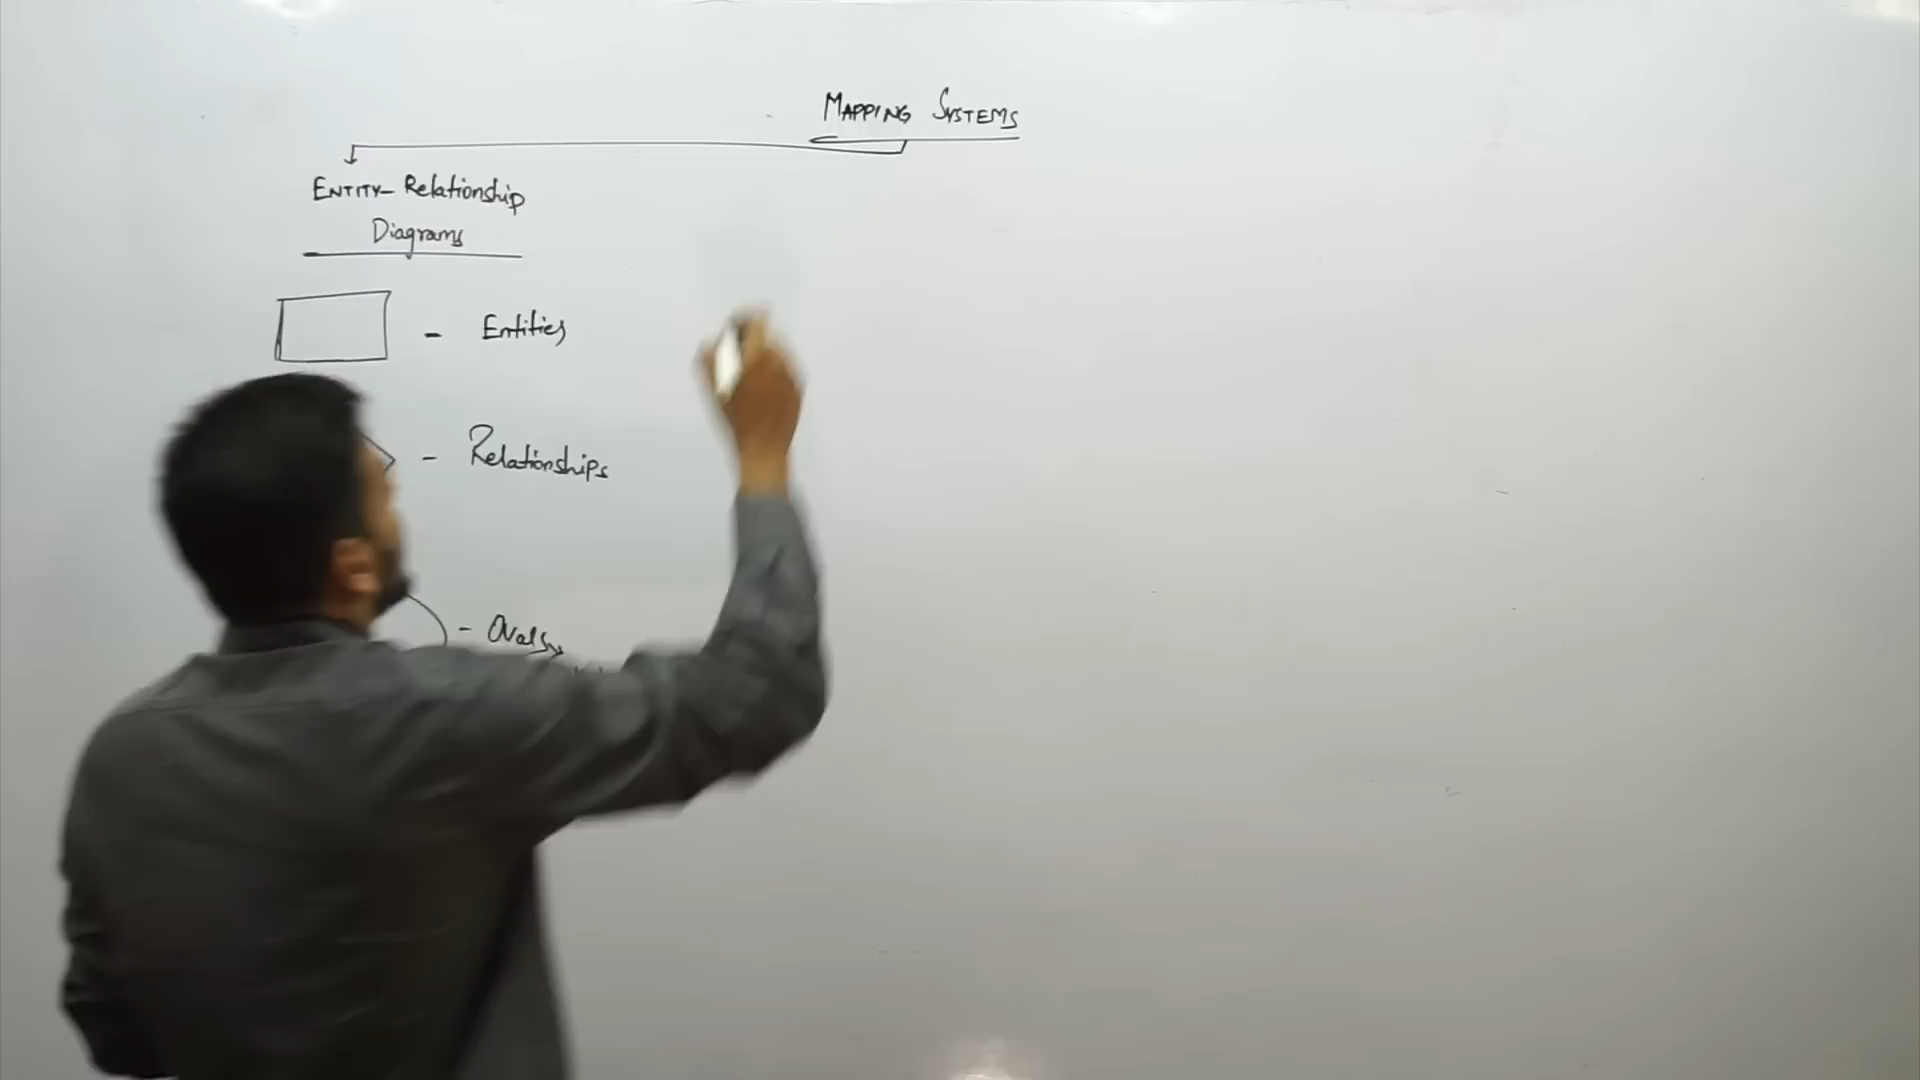 MAPPING SYSTEMS
ENTITY-Relationship
Diagrams
- Entities
- Relationships
- Ovals